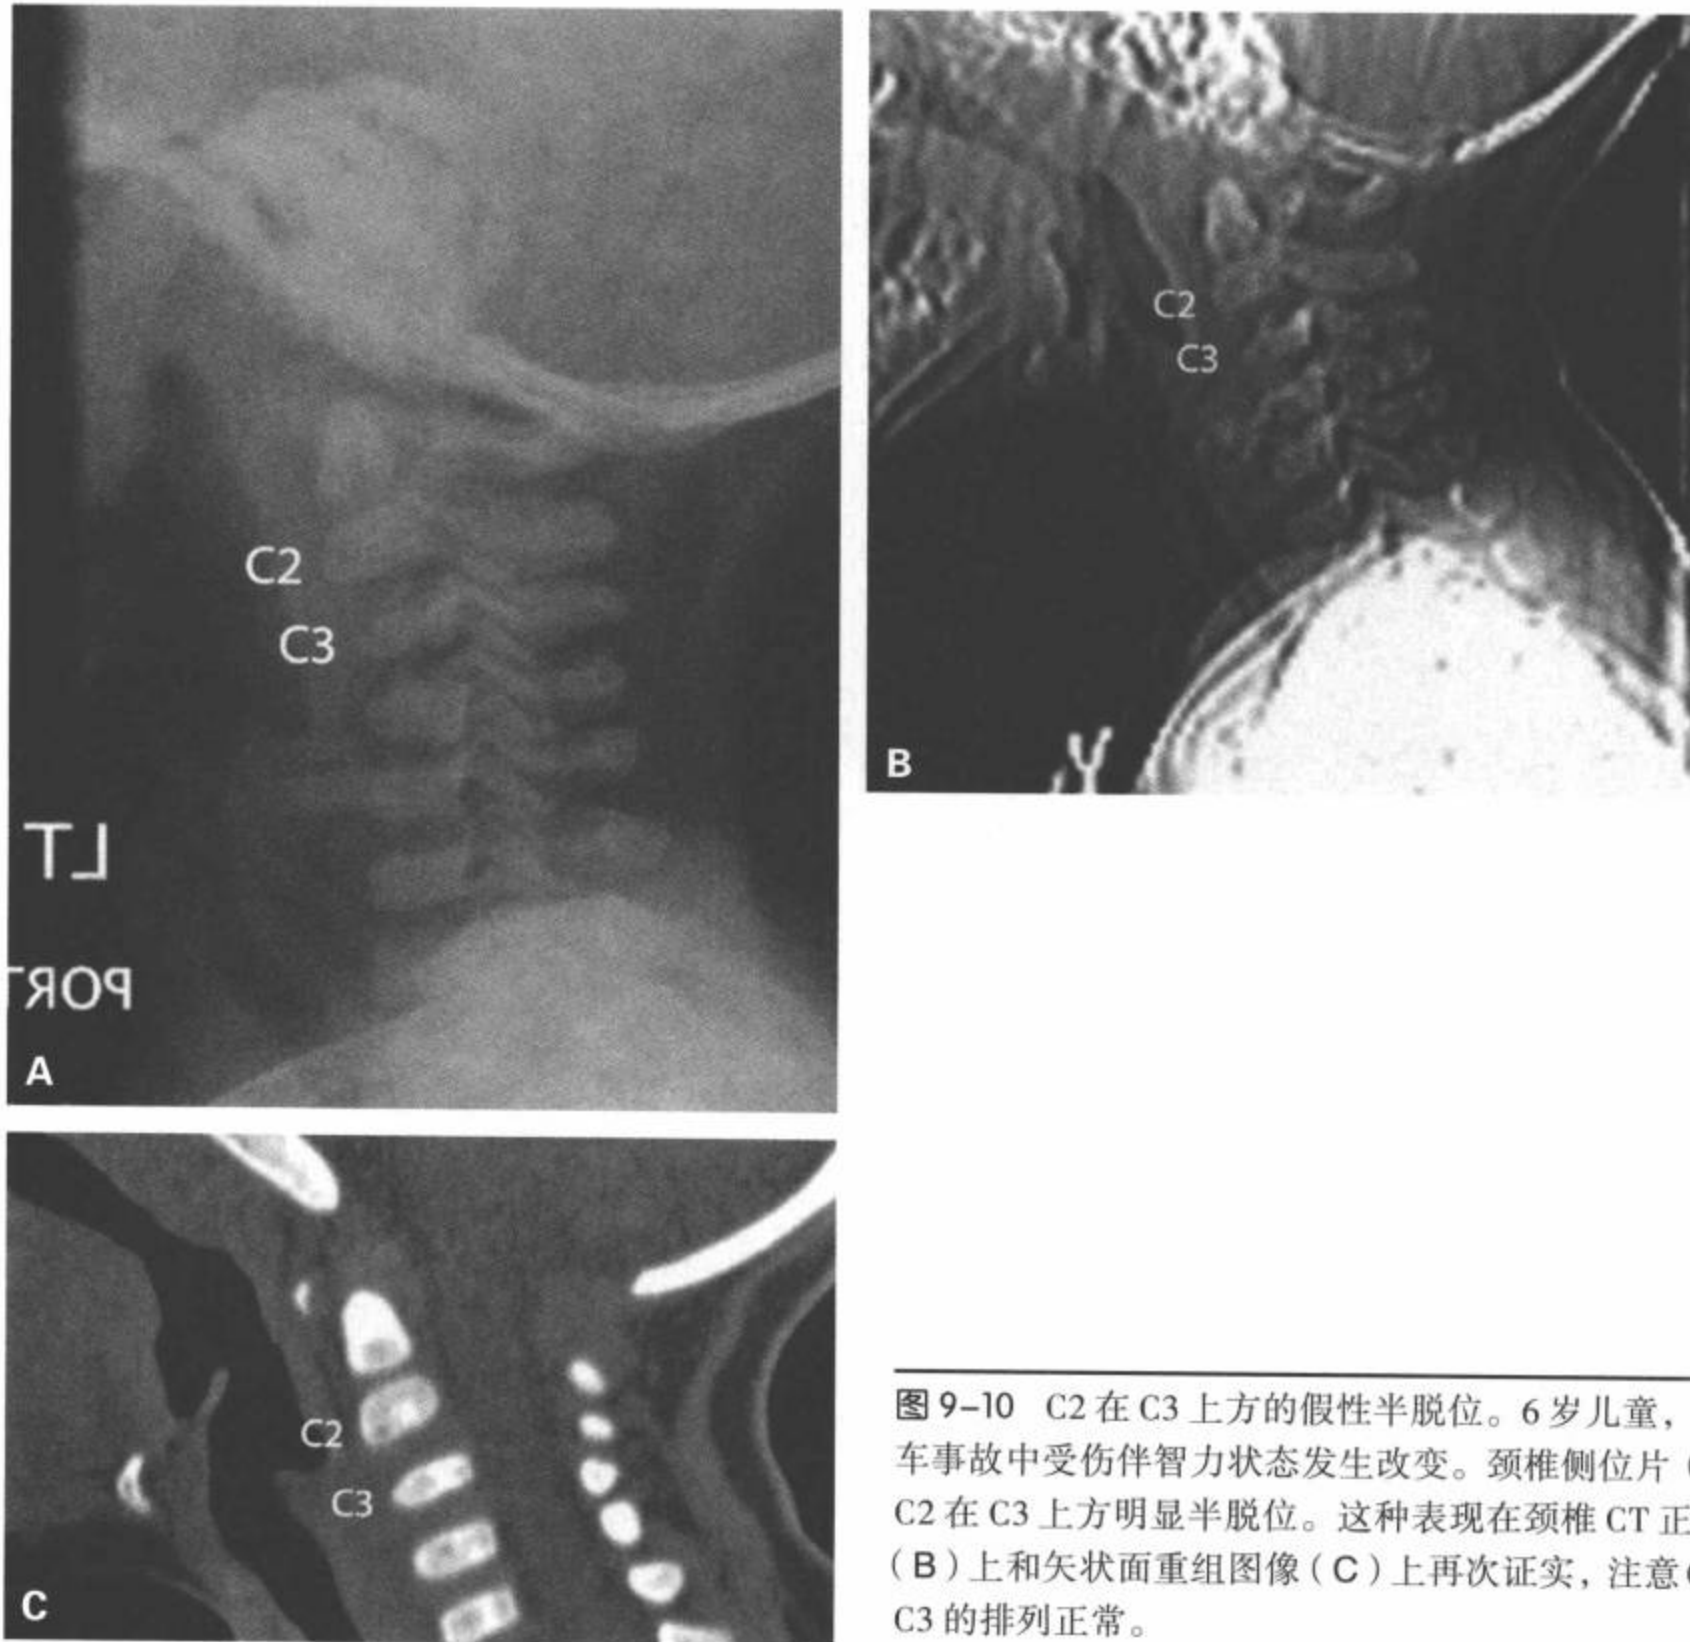 C2
C3
LT
PORT
A
C2
C3
B
C2
C3
C
图 9-10 C2 在 C3 上方的假性半脱位。6 岁儿童，
车事故中受伤伴智力状态发生改变。颈椎侧位片（
C2 在 C3 上方明显半脱位。这种表现在颈椎 CT 正
（B）上和矢状面重组图像（C）上再次证实，注意
C3 的排列正常。